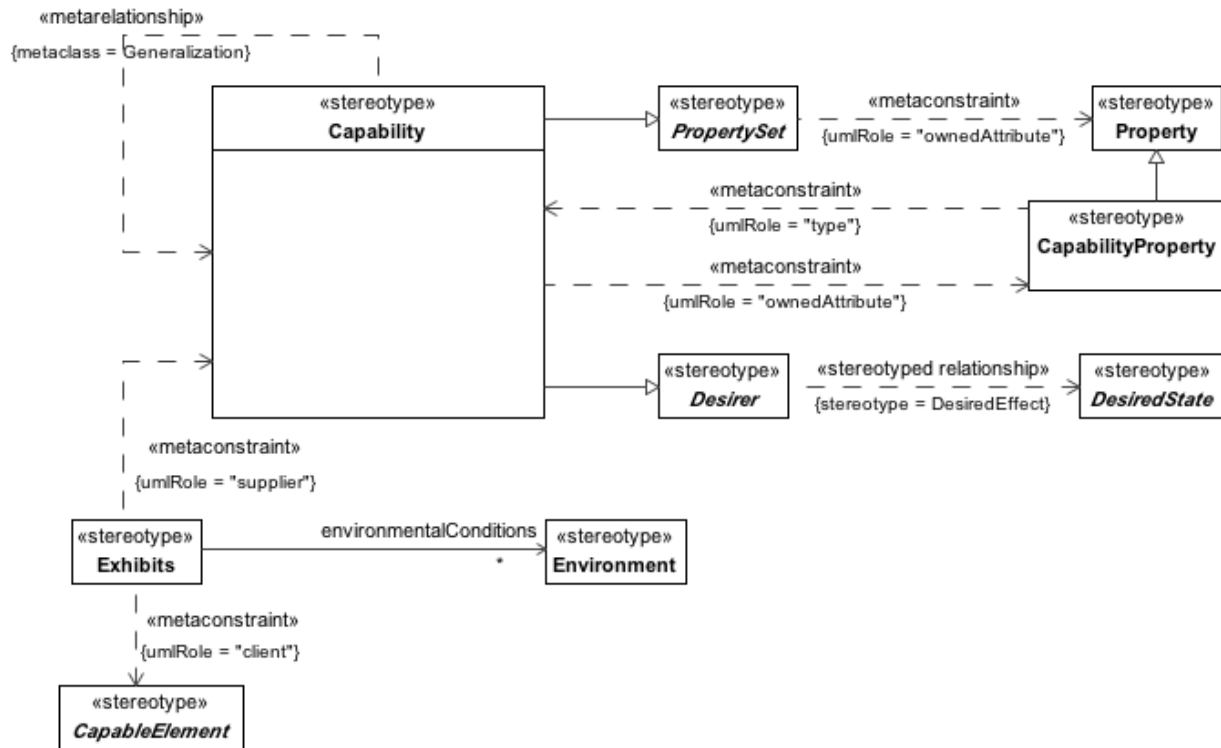 «metarelationship»
{metaclass = Generalization}
«stereotype»
Capability
«stereotype»
PropertySet
«metaconstraint»
{umlRole = "ownedAttribute"}
«stereotype»
Property
«metaconstraint»
{umlRole = "type"}
«stereotype»
CapabilityProperty
«metaconstraint»
{umlRole = "ownedAttribute"}
«stereotype»
Desirer
«stereotyped relationship»
{stereotype = DesiredEffect}
«stereotype»
DesiredState
«metaconstraint»
{umlRole = "supplier"}
«stereotype»
Exhibits
environmentalConditions
*
«stereotype»
Environment
«metaconstraint»
{umlRole = "client"}
«stereotype»
CapableElement